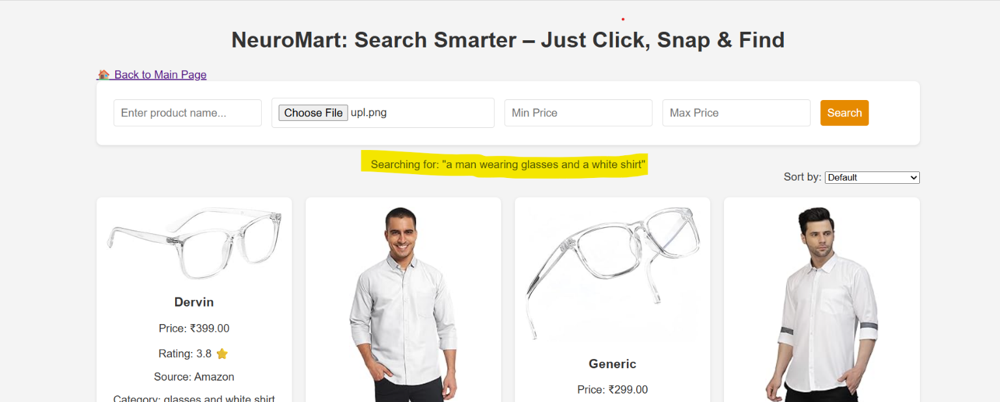 NeuroMart: Search Smarter – Just Click, Snap & Find
🏠 Back to Main Page
Enter product name...
Choose File upl.png
Min Price
Max Price
Search
Searching for: "a man wearing glasses and a white shirt"
Sort by: Default
Dervin
Price: ₹399.00
Rating: 3.8 ⭐
Source: Amazon
Category: glasses and white shirt
Generic
Price: ₹299.00